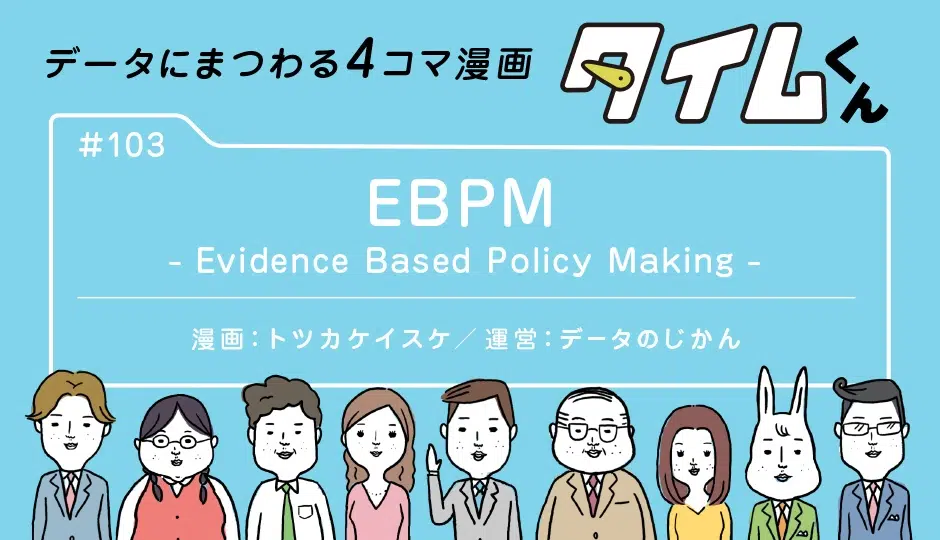 データにまつわる4コマ漫画 タイムくん
#103
EBPM
- Evidence Based Policy Making -
漫画：トツカケイスケ／運営：データのじかん